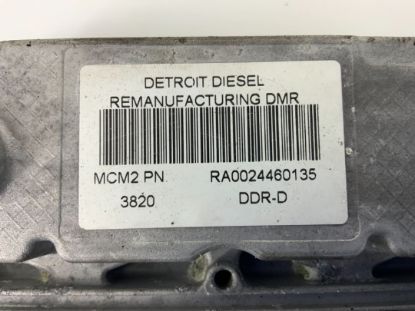 DETROIT DIESEL
REMANUFACTURING DMR
MCM2 PN RA0024460135
3820 DDR-D